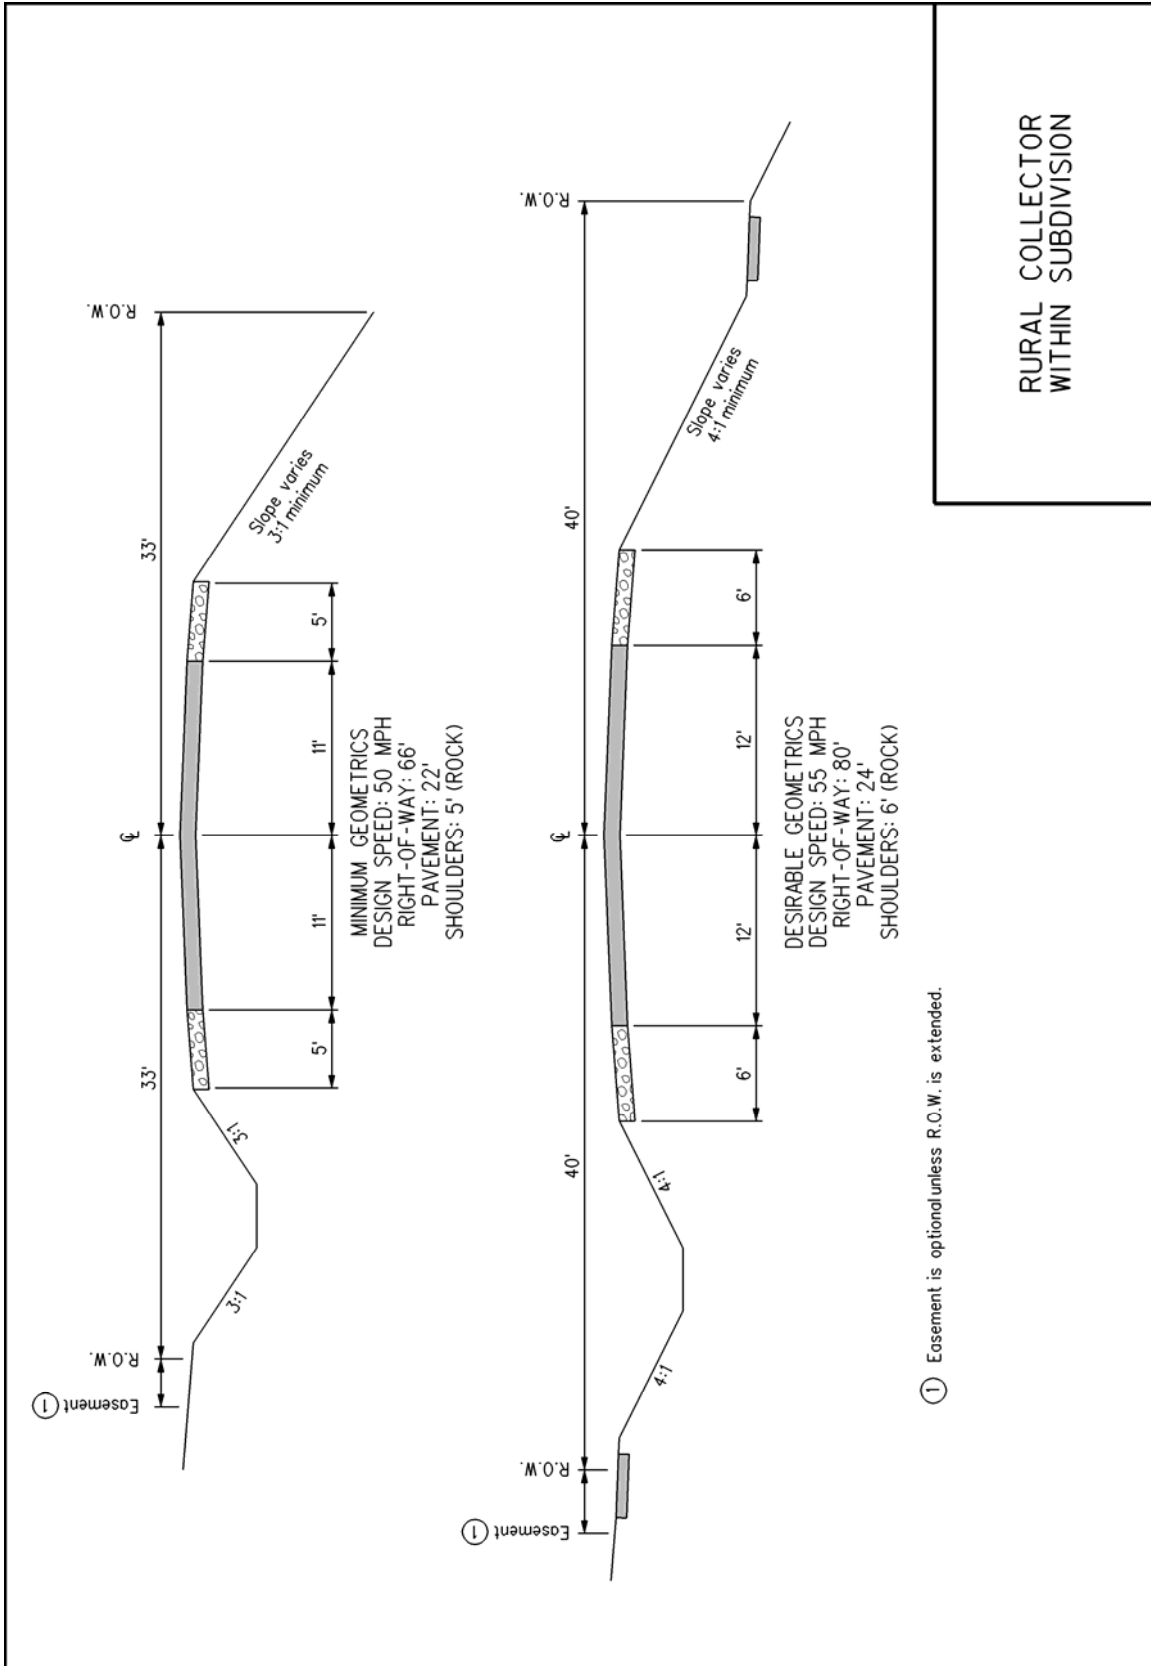 Easement ①
R.O.W.
33'
℄
33'
R.O.W.
3:1
3:1
Slope varies
3:1 minimum
5'
11'
11'
5'
MINIMUM GEOMETRICS
DESIGN SPEED: 50 MPH
RIGHT-OF-WAY: 66'
PAVEMENT: 22'
SHOULDERS: 5' (ROCK)
Easement ①
R.O.W.
40'
℄
40'
R.O.W.
4:1
4:1
Slope varies
4:1 minimum
6'
12'
12'
6'
DESIRABLE GEOMETRICS
DESIGN SPEED: 55 MPH
RIGHT-OF-WAY: 80'
PAVEMENT: 24'
SHOULDERS: 6' (ROCK)
① Easement is optional unless R.O.W. is extended.
RURAL COLLECTOR
WITHIN SUBDIVISION